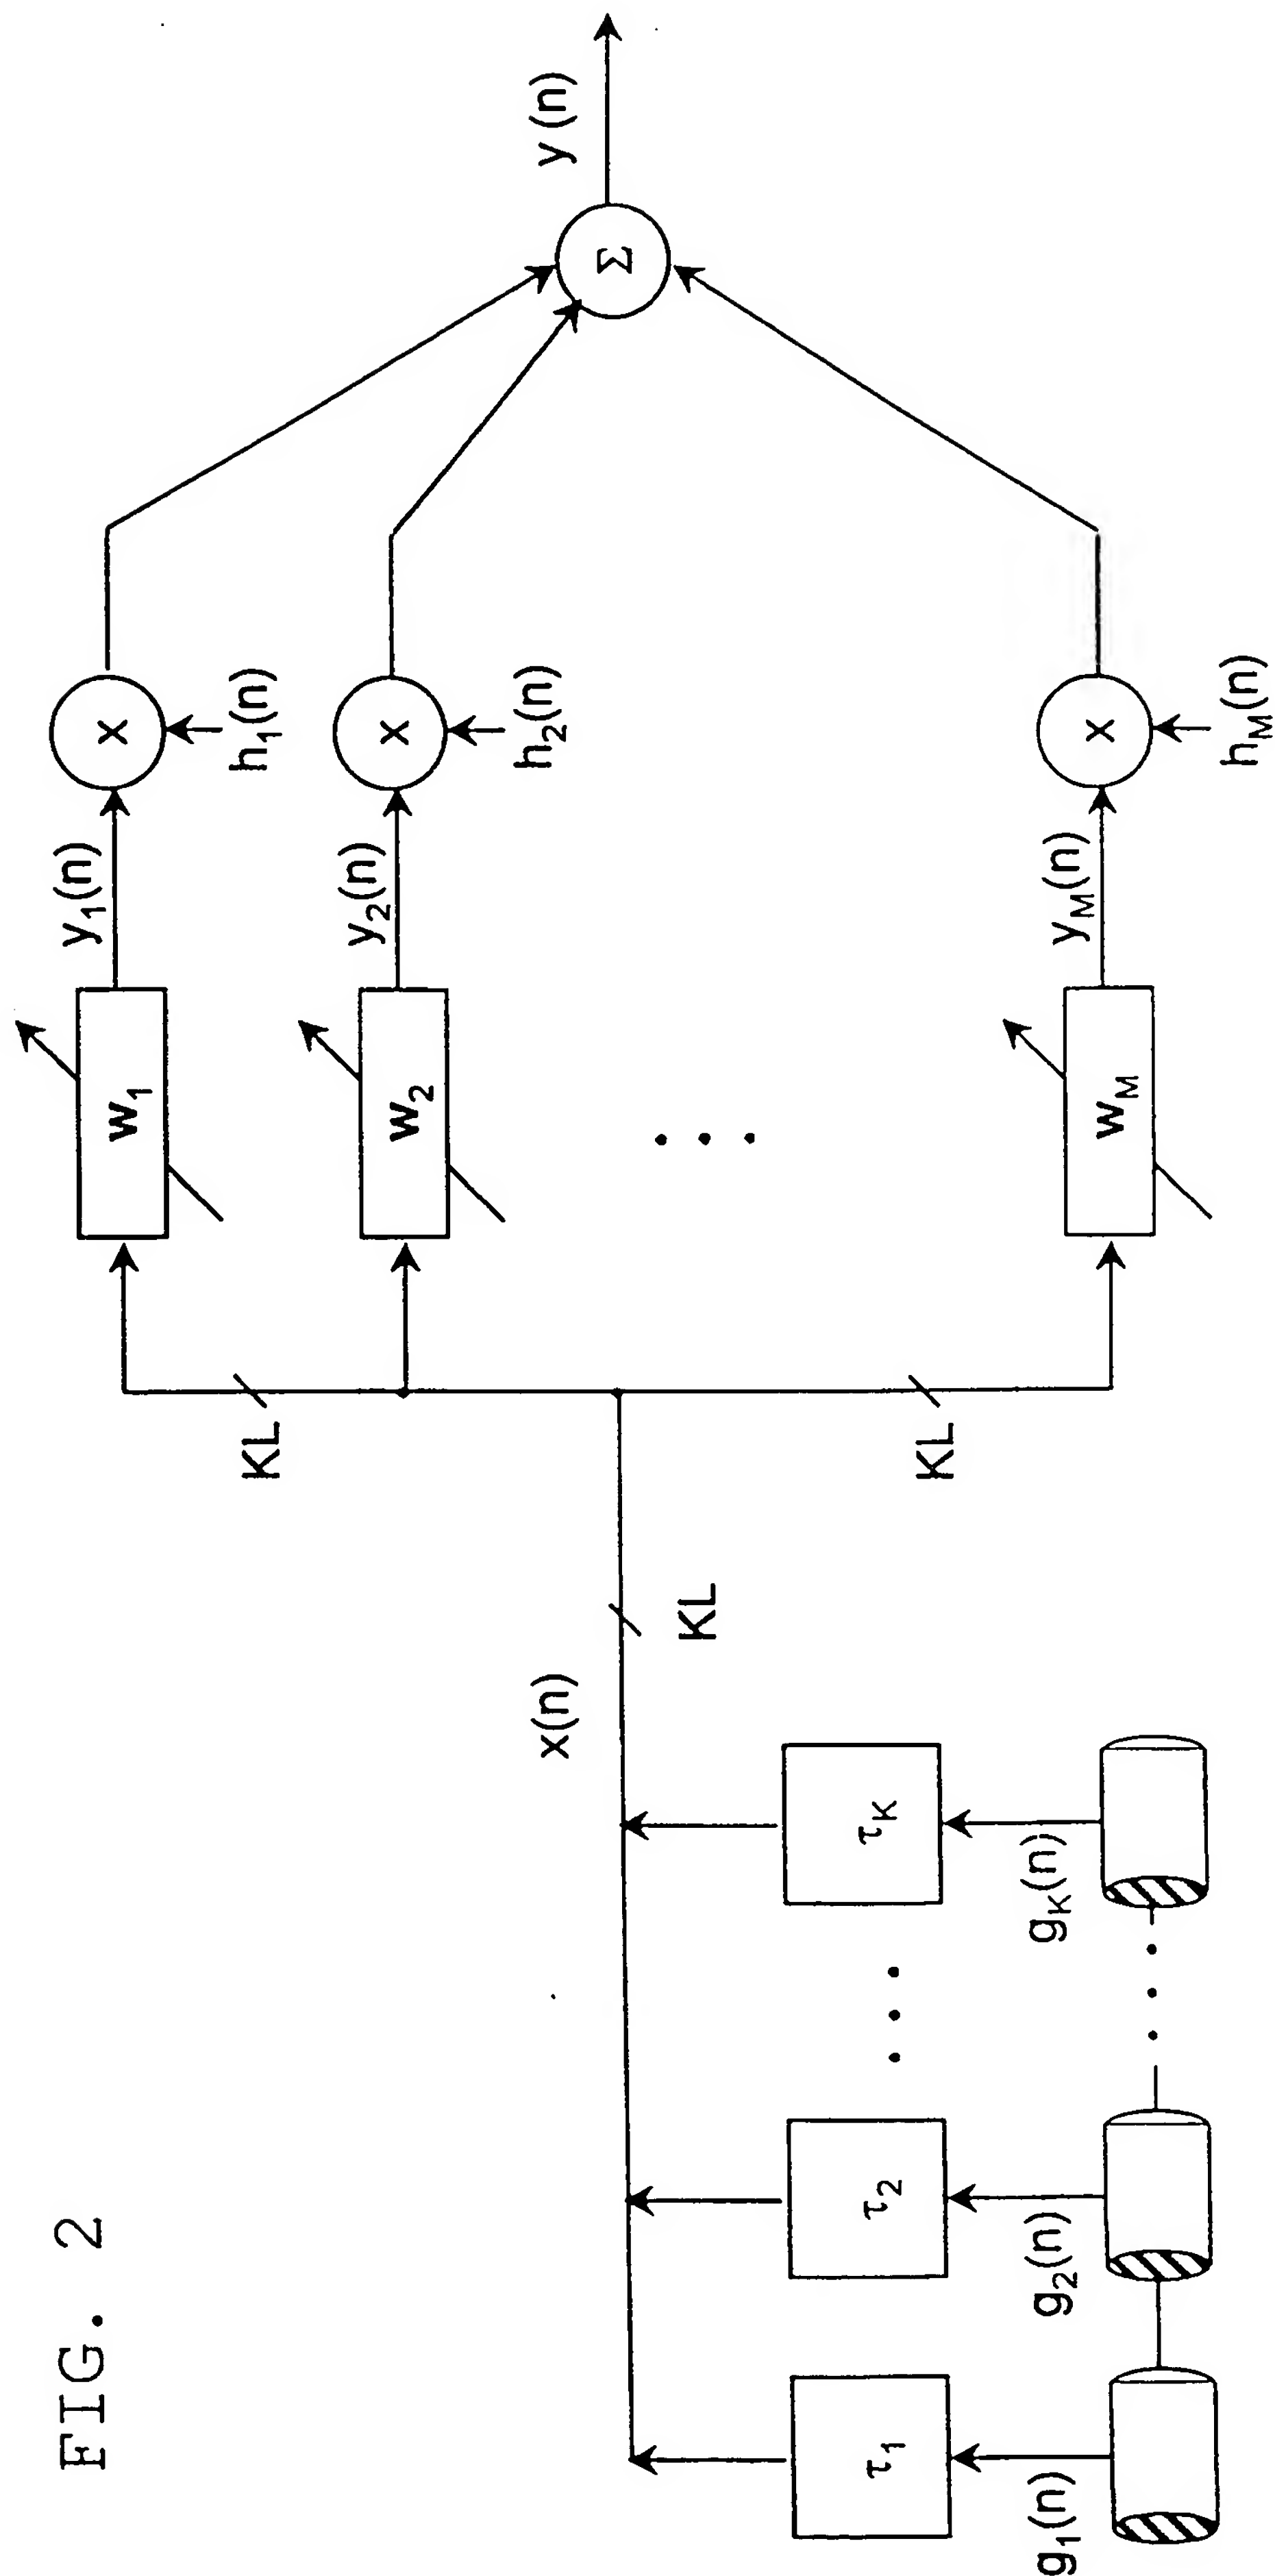 FIG. 2
g₁(n)
g₂(n)
gK(n)
τ₁
τ₂
. . .
τK
. . .
x(n)
KL
KL
KL
w₁
w₂
. . .
wM
y₁(n)
y₂(n)
yM(n)
x
h₁(n)
x
h₂(n)
x
hM(n)
Σ
y (n)